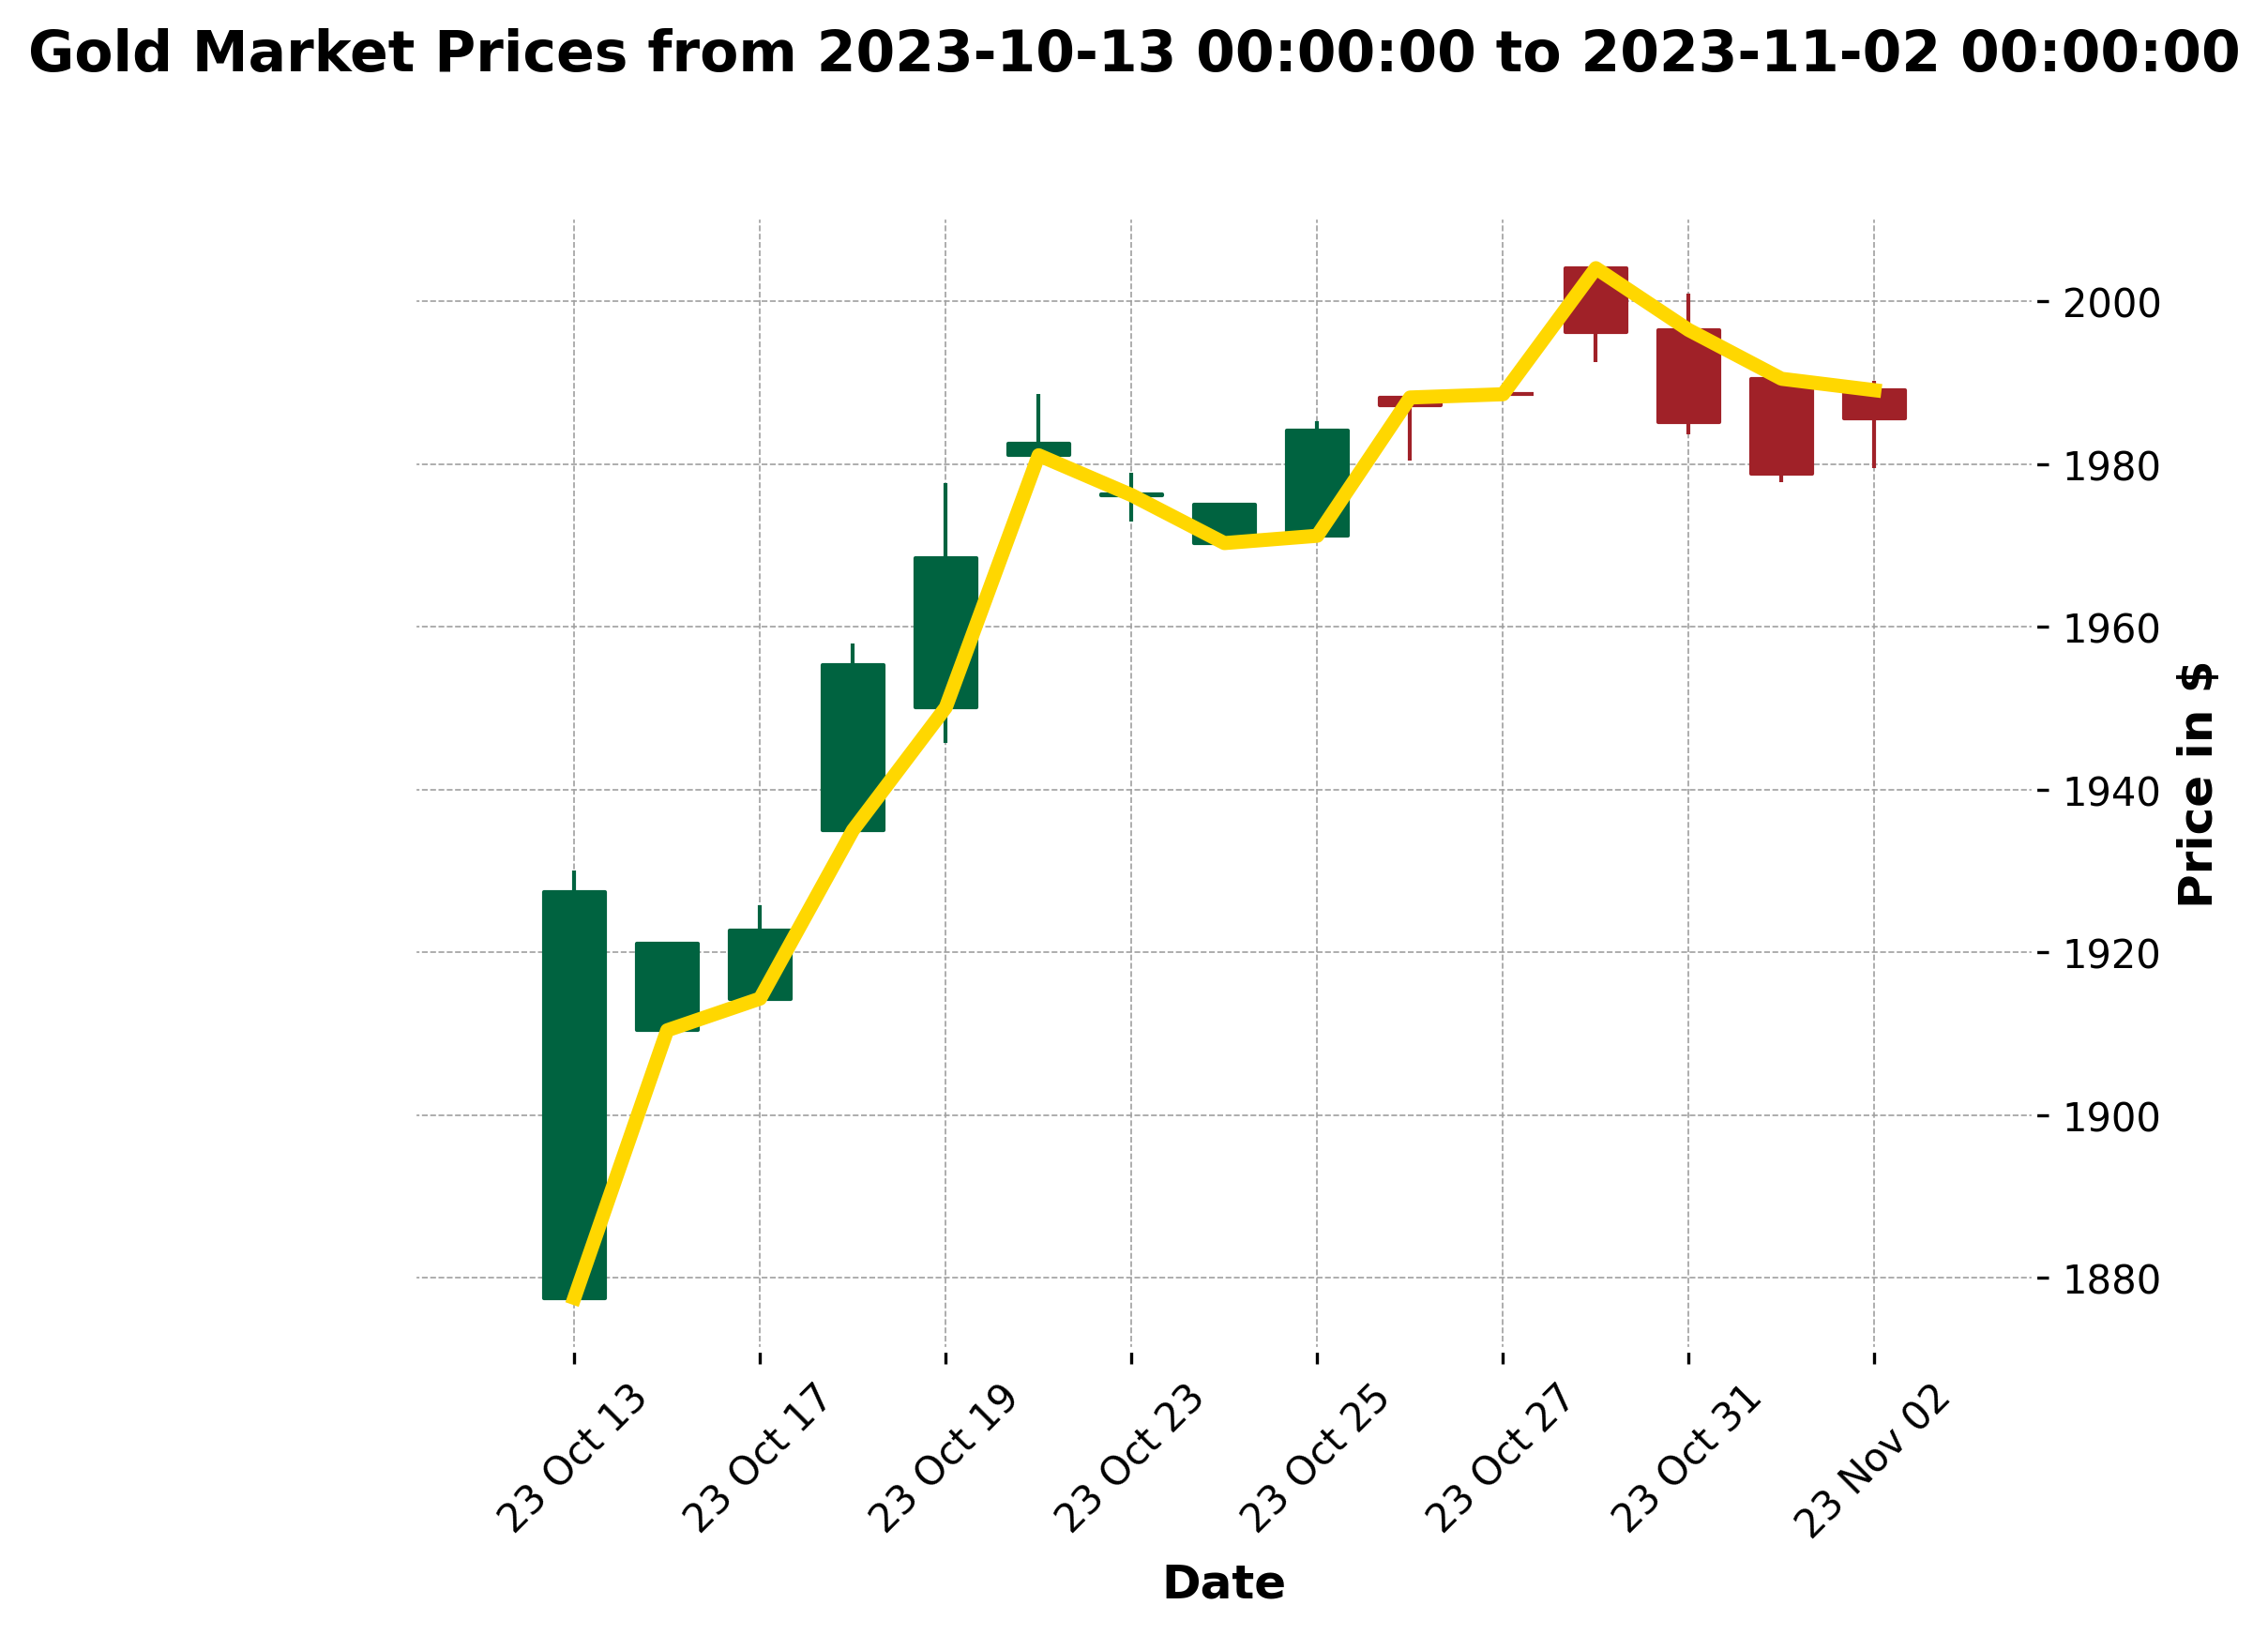 Gold Market Prices from 2023-10-13 00:00:00 to 2023-11-02 00:00:00
2000
1980
1960
1940
1920
1900
1880
Price in $
23 Oct 13
23 Oct 17
23 Oct 19
23 Oct 23
23 Oct 25
23 Oct 27
23 Oct 31
23 Nov 02
Date